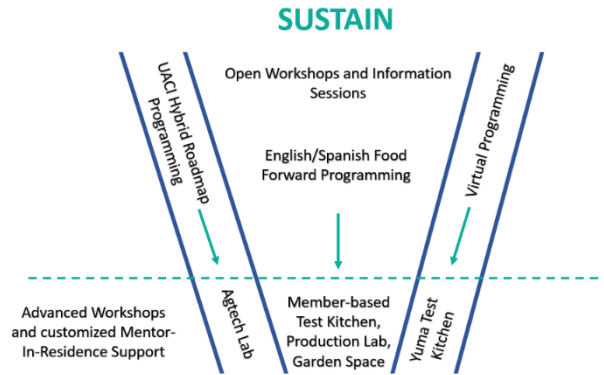 SUSTAIN
UACI Hybrid Roadmap
Programming
Open Workshops and Information
Sessions
English/Spanish Food
Forward Programming
Virtual Programming
Advanced Workshops
and customized Mentor-
In-Residence Support
Agtech Lab
Member-based
Test Kitchen,
Production Lab,
Garden Space
Yuma Test
Kitchen